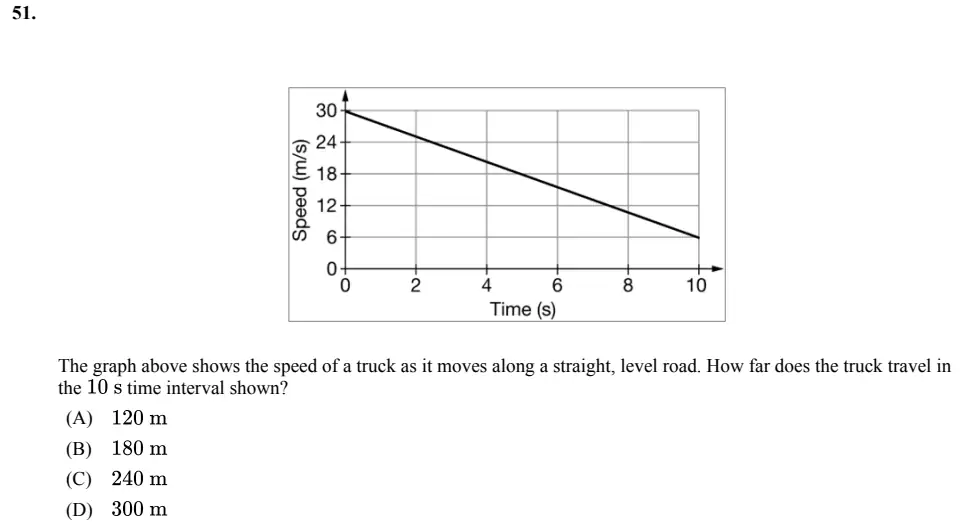 51.
30
24
18
12
6
0
Speed (m/s)
0 2 4 6 8 10
Time (s)
The graph above shows the speed of a truck as it moves along a straight, level road. How far does the truck travel in
the 10 s time interval shown?
(A) 120 m
(B) 180 m
(C) 240 m
(D) 300 m